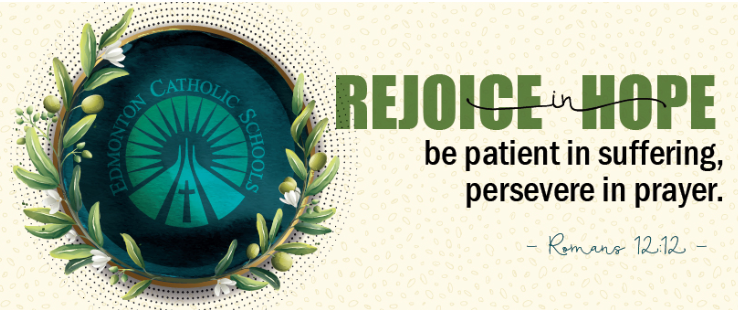 EDMONTON CATHOLIC SCHOOLS
REJOICE in HOPE
be patient in suffering,
persevere in prayer.
- Romans 12:12 -